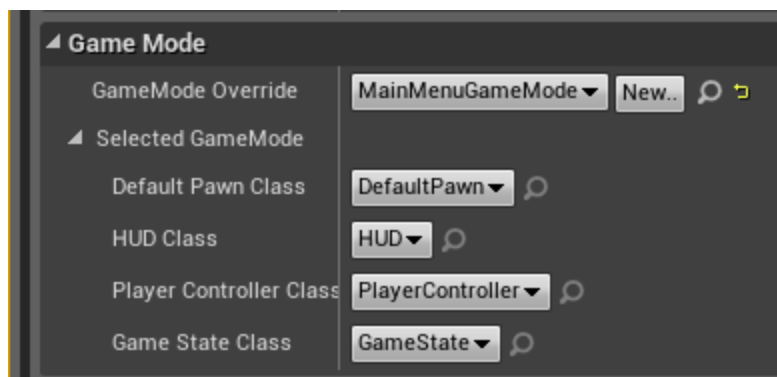 Game Mode
GameMode Override MainMenuGameMode New..
Selected GameMode
Default Pawn Class DefaultPawn
HUD Class HUD
Player Controller Class PlayerController
Game State Class GameState